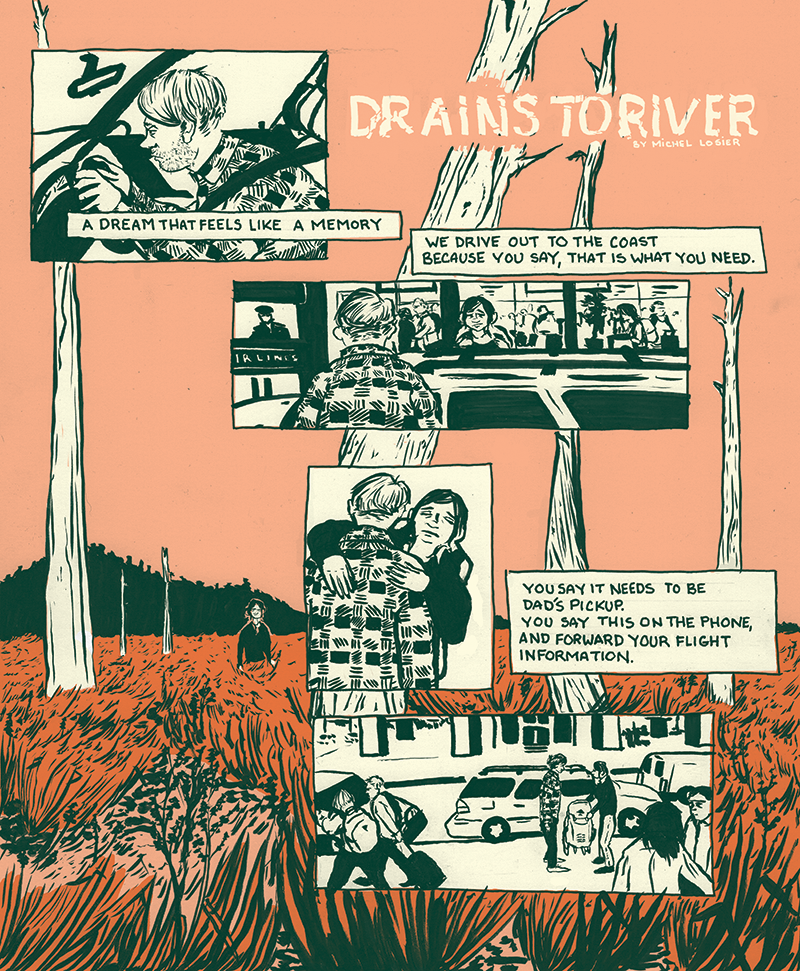 DRAINS TO RIVER
BY MICHEL LOSIER
A DREAM THAT FEELS LIKE A MEMORY
WE DRIVE OUT TO THE COAST
BECAUSE YOU SAY, THAT IS WHAT YOU NEED.
IRLINES
YOU SAY IT NEEDS TO BE
DAD'S PICKUP.
YOU SAY THIS ON THE PHONE,
AND FORWARD YOUR FLIGHT
INFORMATION.